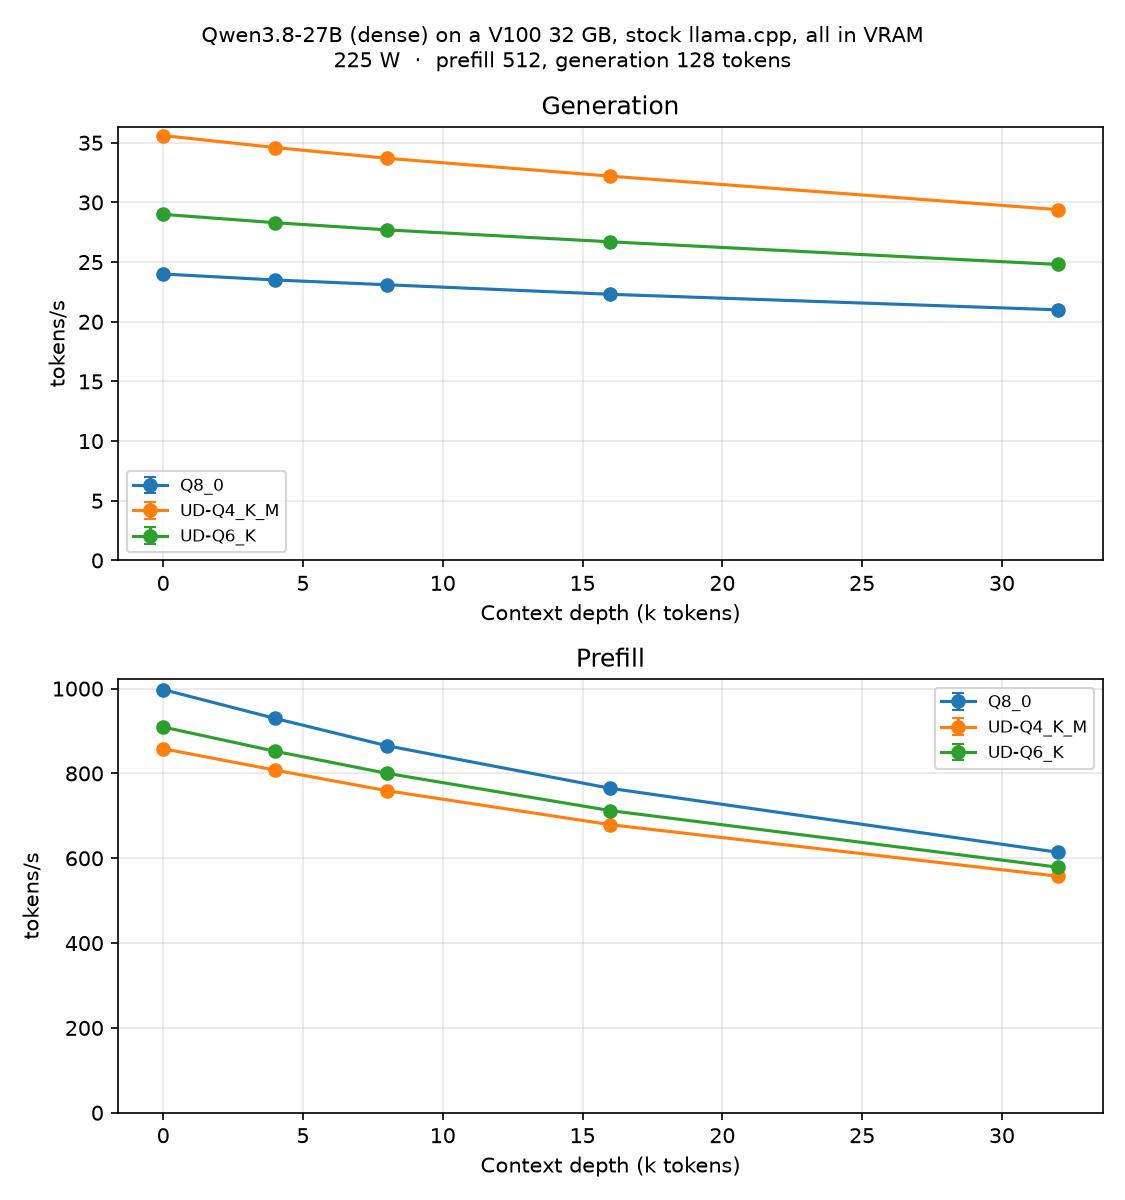 Qwen3.8-27B (dense) on a V100 32 GB, stock llama.cpp, all in VRAM
225 W · prefill 512, generation 128 tokens
Generation
35
30
25
20
15
10
5
0
tokens/s
Q8_0
UD-Q4_K_M
UD-Q6_K
0 5 10 15 20 25 30
Context depth (k tokens)
Prefill
1000
800
600
400
200
0
tokens/s
Q8_0
UD-Q4_K_M
UD-Q6_K
0 5 10 15 20 25 30
Context depth (k tokens)